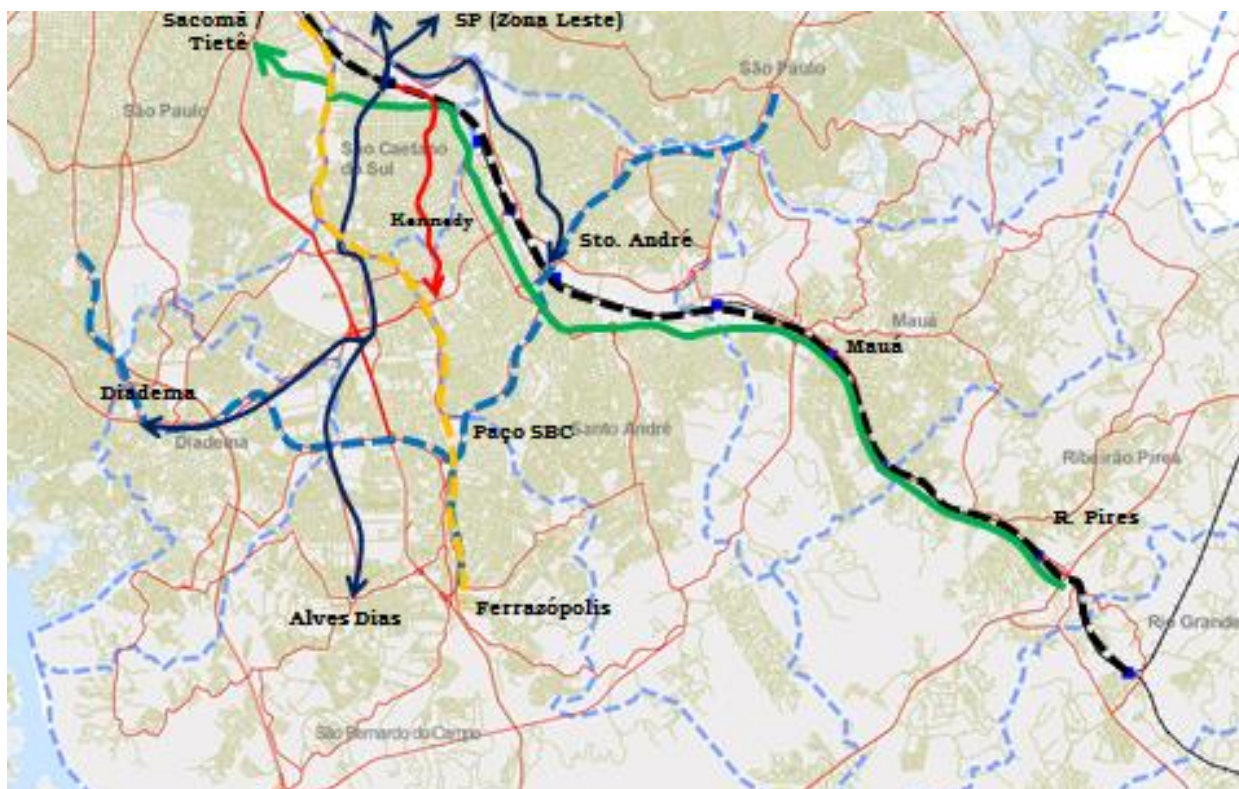 Sacomã /
Tietê
SP (Zona Leste)
São Paulo
São Paulo
São Caetano
do Sul
Kennedy
Sto. André
Mauá
Mauá
Diadema
Diadema
Paço SBC
Santo André
Ribeirão Pires
R. Pires
Alves Dias
Ferrazópolis
Rio Grande
São Bernardo do Campo